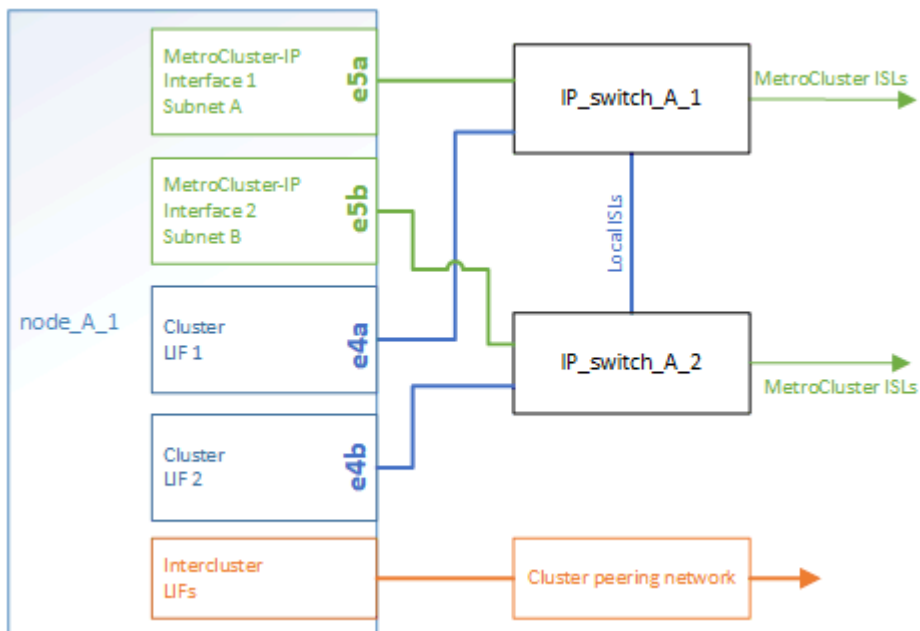 node_A_1
MetroCluster-IP
Interface 1
Subnet A
e5a
MetroCluster-IP
Interface 2
Subnet B
e5b
Cluster
LIF 1
e4a
Cluster
LIF 2
e4b
Intercluster
LIFs
IP_switch_A_1
MetroCluster ISLs
Local ISLs
IP_switch_A_2
MetroCluster ISLs
Cluster peering network